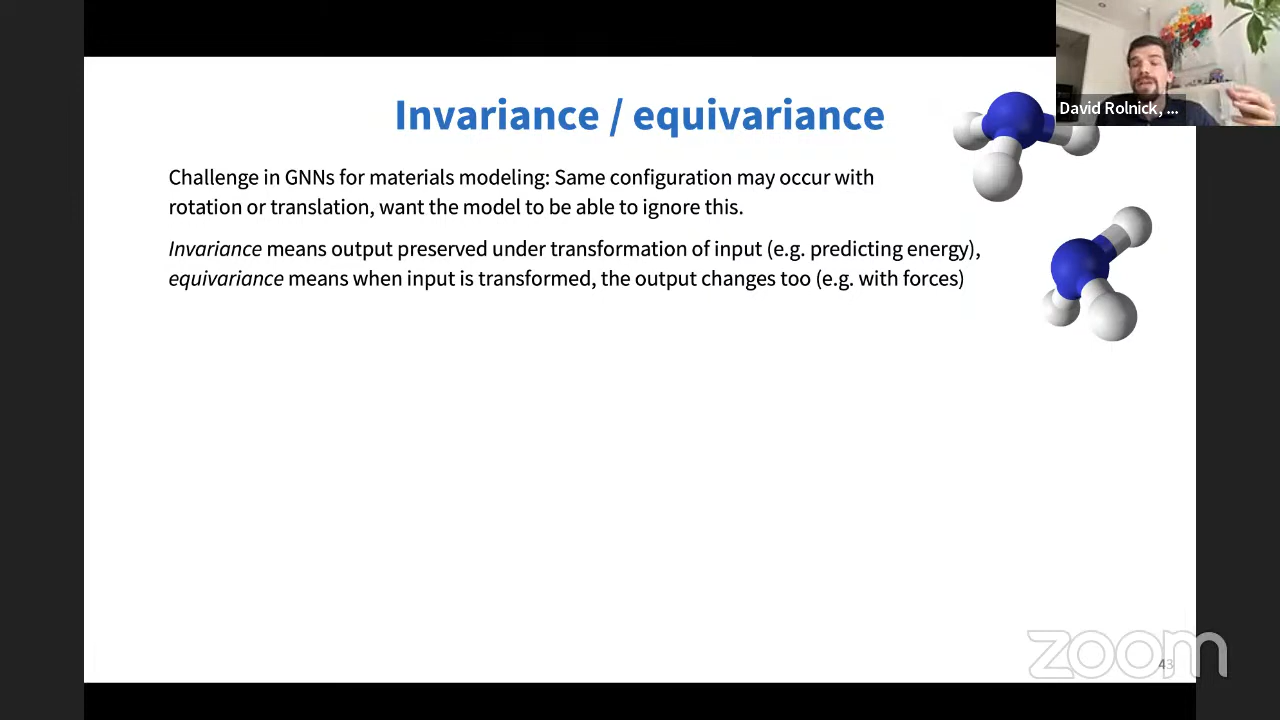 Invariance / equivariance
David Rolnick, ...
Challenge in GNNs for materials modeling: Same configuration may occur with
rotation or translation, want the model to be able to ignore this.
Invariance means output preserved under transformation of input (e.g. predicting energy),
equivariance means when input is transformed, the output changes too (e.g. with forces)
zoom
43